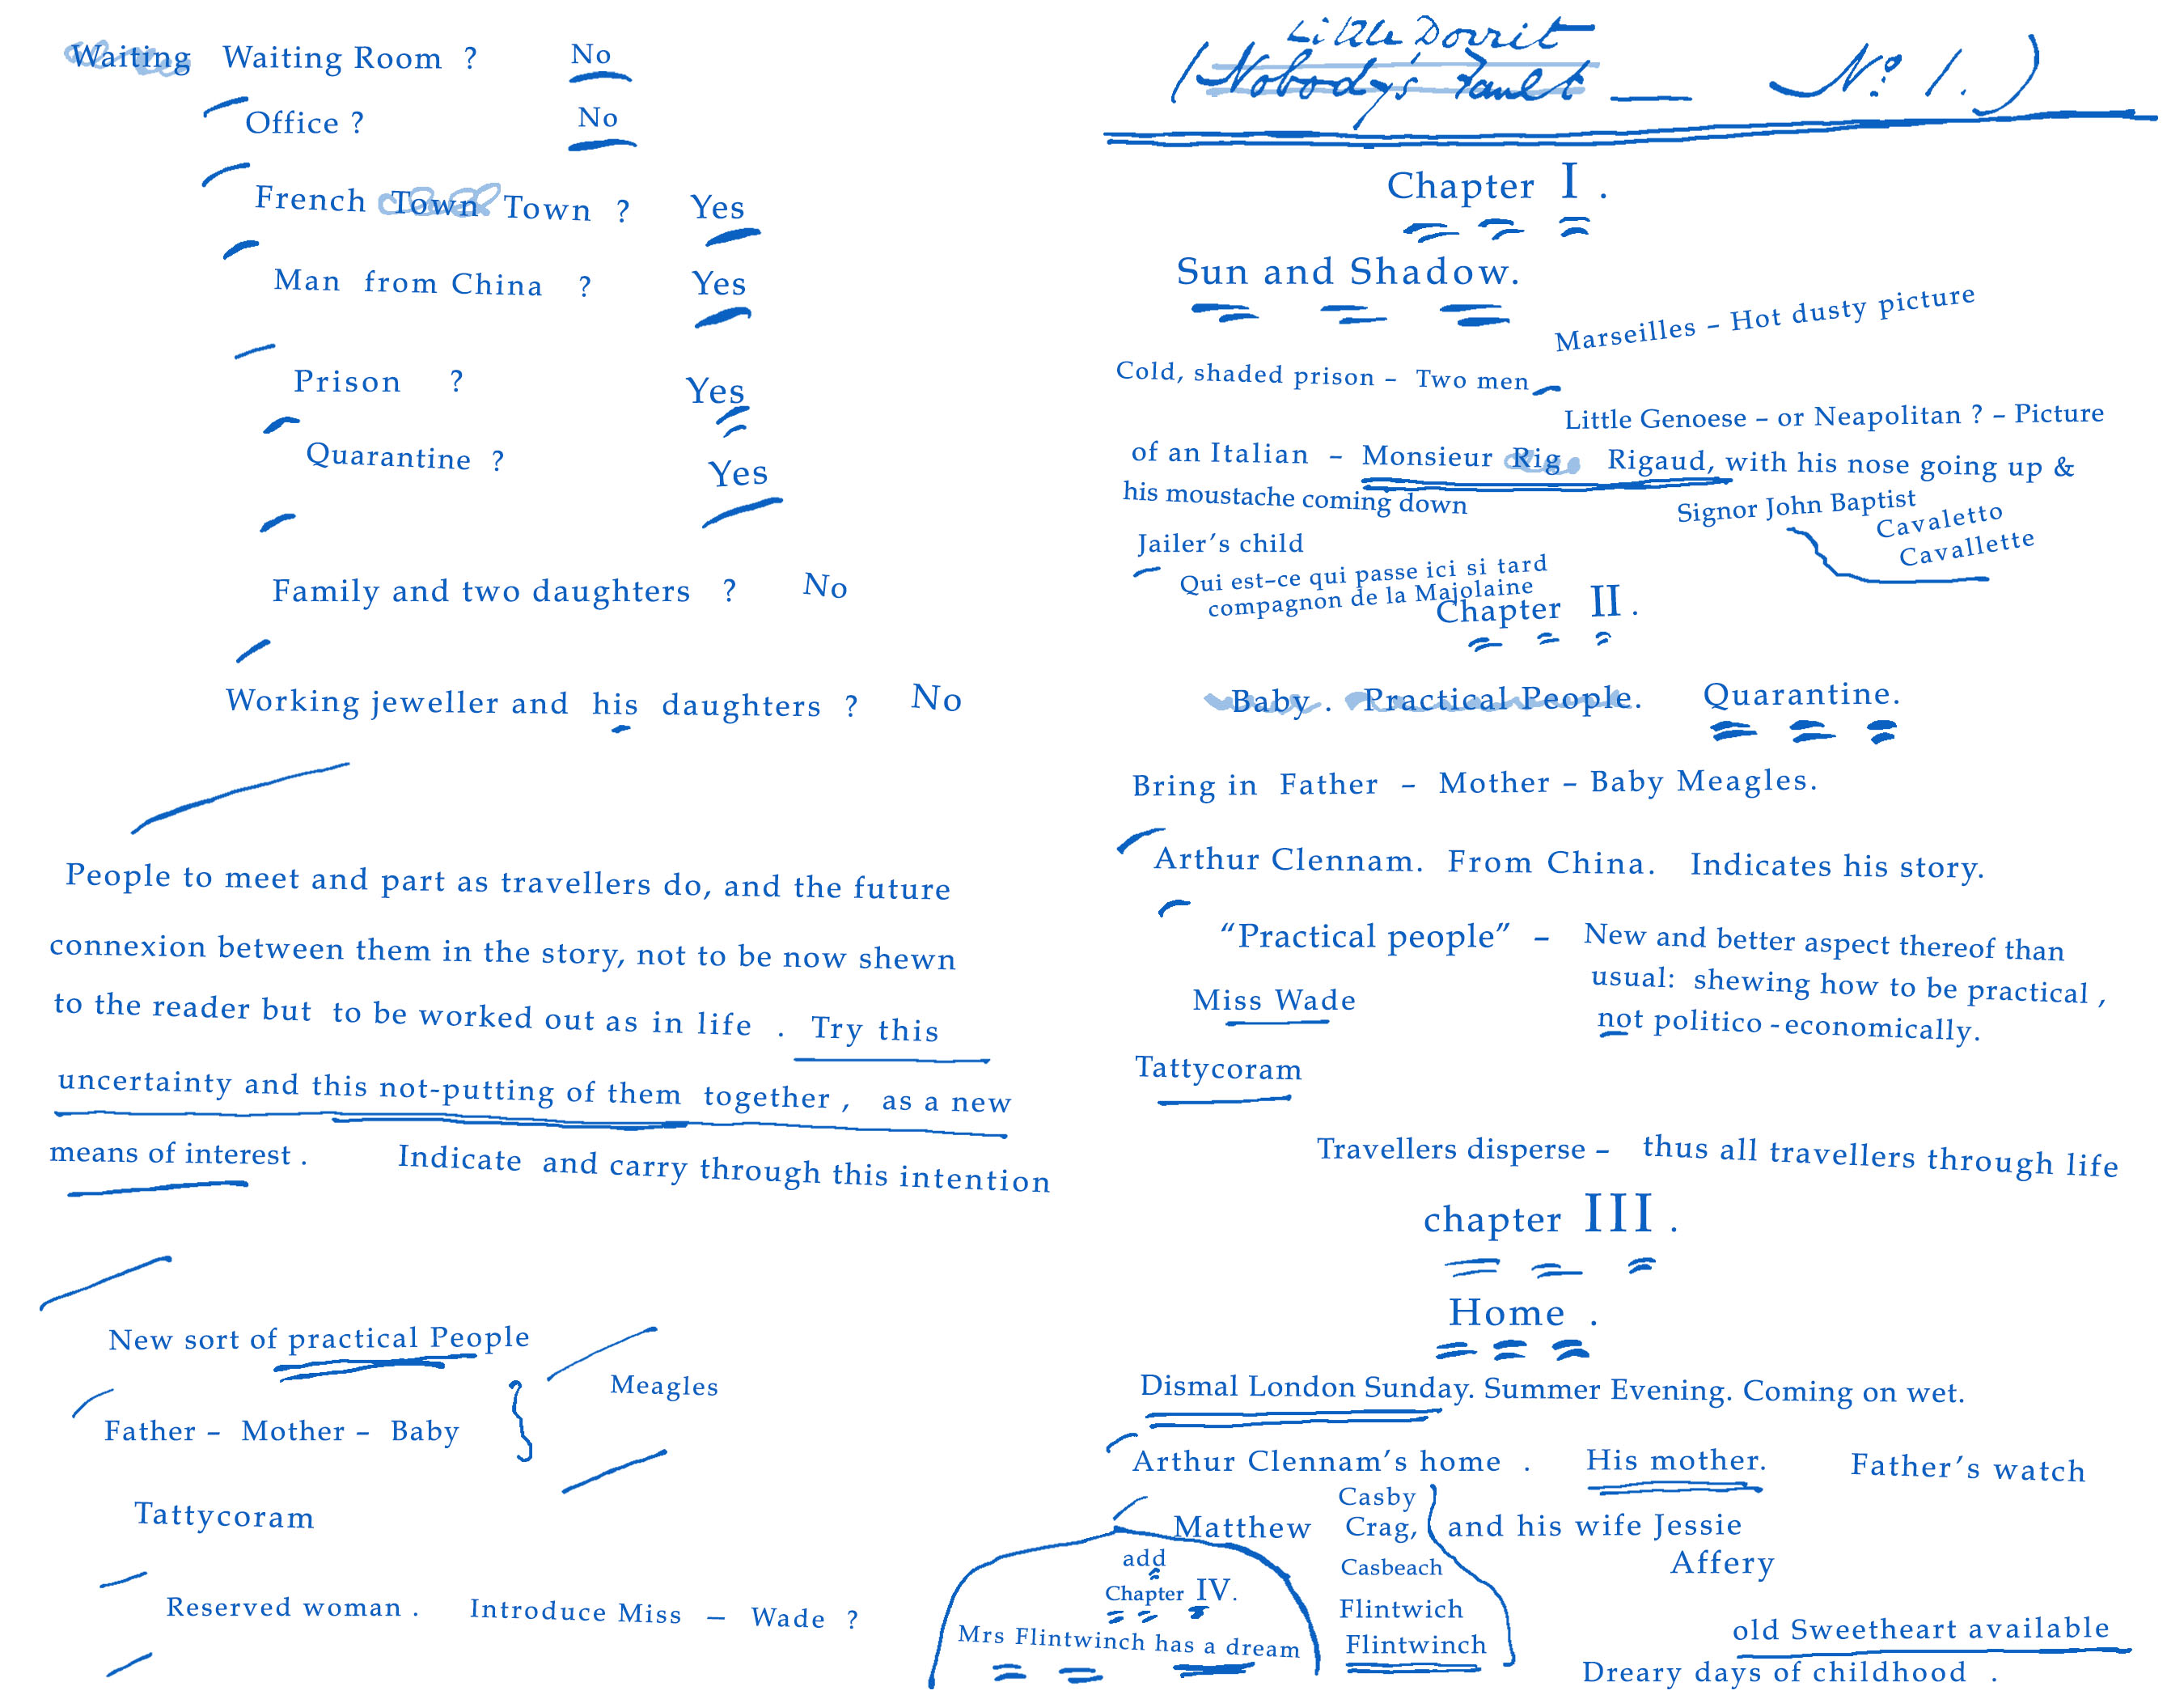 Waiting Waiting Room ? No
Office ? No
French Town Town ? Yes
Man from China ? Yes
Prison ? Yes
Quarantine ? Yes
Family and two daughters ? No
Working jeweller and his daughters ? No
People to meet and part as travellers do, and the future
connexion between them in the story, not to be now shewn
to the reader but to be worked out as in life . Try this
uncertainty and this not-putting of them together , as a new
means of interest . Indicate and carry through this intention
New sort of practical People
Meagles
Father – Mother – Baby
Tattycoram
Reserved woman . Introduce Miss – Wade ?
Little Dorrit
(Nobody's Fault — No. 1.)
Chapter I .
Sun and Shadow.
Marseilles – Hot dusty picture
Cold, shaded prison – Two men
Little Genoese – or Neapolitan ? – Picture
of an Italian – Monsieur Rig Rigaud, with his nose going up &
his moustache coming down
Signor John Baptist
Cavaletto
Cavallette
Jailer's child
Qui est-ce qui passe ici si tard
compagnon de la Majolaine
Chapter II .
Baby . Practical People. Quarantine.
Bring in Father – Mother – Baby Meagles.
Arthur Clennam. From China. Indicates his story.
“Practical people” – New and better aspect thereof than
usual: shewing how to be practical ,
not politico-economically.
Miss Wade
Tattycoram
Travellers disperse – thus all travellers through life
chapter III .
Home .
Dismal London Sunday. Summer Evening. Coming on wet.
Arthur Clennam's home . His mother. Father's watch
Casby
Matthew Crag, and his wife Jessie
Affery
Casbeach
Flintwich
Flintwinch
add
Chapter IV.
Mrs Flintwinch has a dream
old Sweetheart available
Dreary days of childhood .